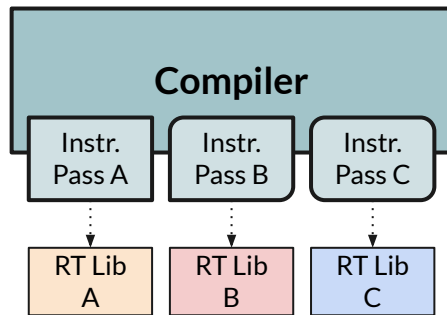 Compiler
Instr.
Pass A
Instr.
Pass B
Instr.
Pass C
RT Lib
A
RT Lib
B
RT Lib
C